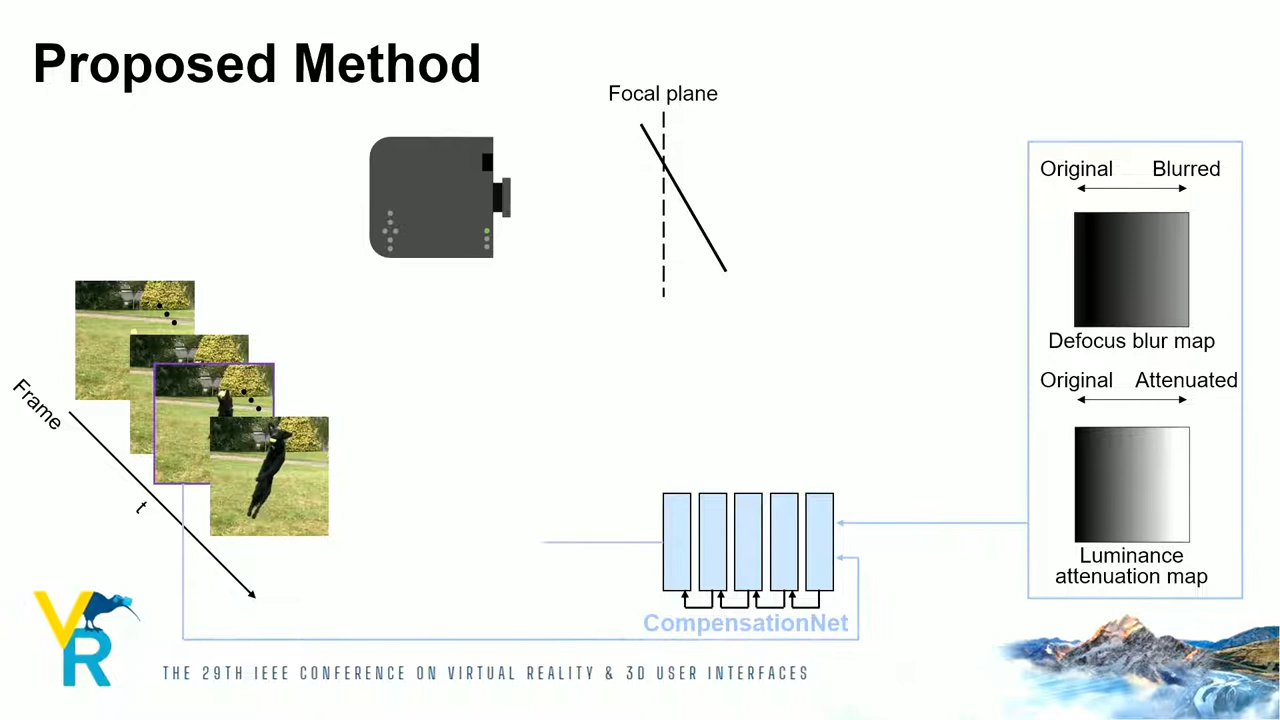 Proposed Method
Focal plane
Original Blurred
Defocus blur map
Original Attenuated
Luminance
attenuation map
Frame
t
CompensationNet
VR
THE 29TH IEEE CONFERENCE ON VIRTUAL REALITY & 3D USER INTERFACES